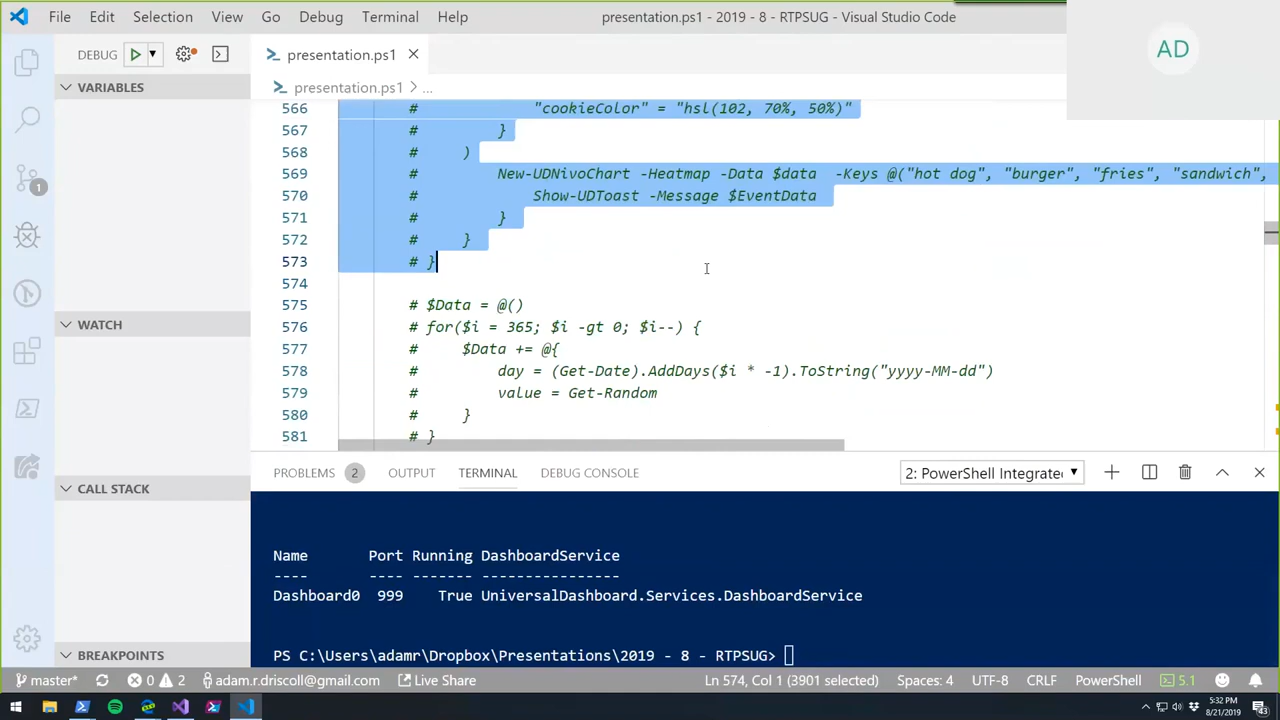 File Edit Selection View Go Debug Terminal Help presentation.ps1 - 2019 - 8 - RTPSUG - Visual Studio Code
AD
DEBUG
presentation.ps1
presentation.ps1 > ...
VARIABLES
WATCH
CALL STACK
BREAKPOINTS
1
566 # "cookieColor" = "hsl(102, 70%, 50%)"
567 # }
568 # )
569 # New-UDNivoChart -Heatmap -Data $data -Keys @("hot dog", "burger", "fries", "sandwich",
570 # Show-UDToast -Message $EventData
571 # }
572 # }
573 # }
574
575 # $Data = @()
576 # for($i = 365; $i -gt 0; $i--) {
577 # $Data += @{
578 # day = (Get-Date).AddDays($i * -1).ToString("yyyy-MM-dd")
579 # value = Get-Random
580 # }
581 # }
PROBLEMS 2 OUTPUT TERMINAL DEBUG CONSOLE 2: PowerShell Integrate
Name Port Running DashboardService
---- ---- ------- ----------------
Dashboard0 999 True UniversalDashboard.Services.DashboardService
PS C:\Users\adamr\Dropbox\Presentations\2019 - 8 - RTPSUG>
master* 0 2 adam.r.driscoll@gmail.com Live Share Ln 574, Col 1 (3901 selected) Spaces: 4 UTF-8 CRLF PowerShell 5.1
5:32 PM
8/21/2019
43